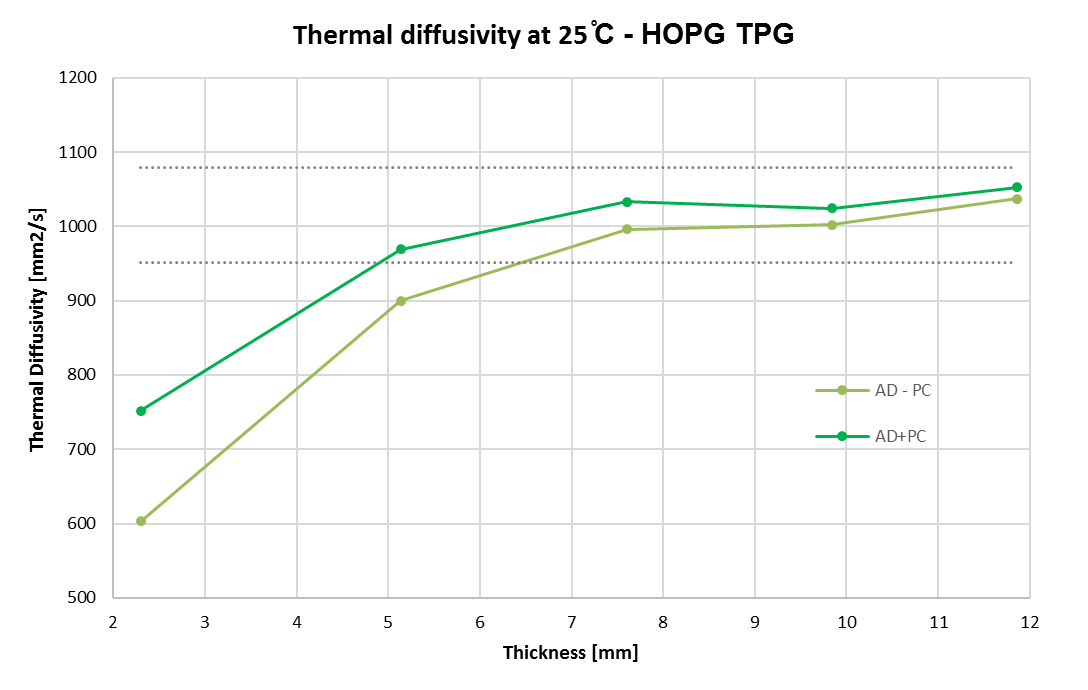 Thermal diffusivity at 25℃ - HOPG TPG
1200
1100
1000
900
800
700
600
500
Thermal Diffusivity [mm2/s]
AD - PC
AD+PC
2 3 4 5 6 7 8 9 10 11 12
Thickness [mm]